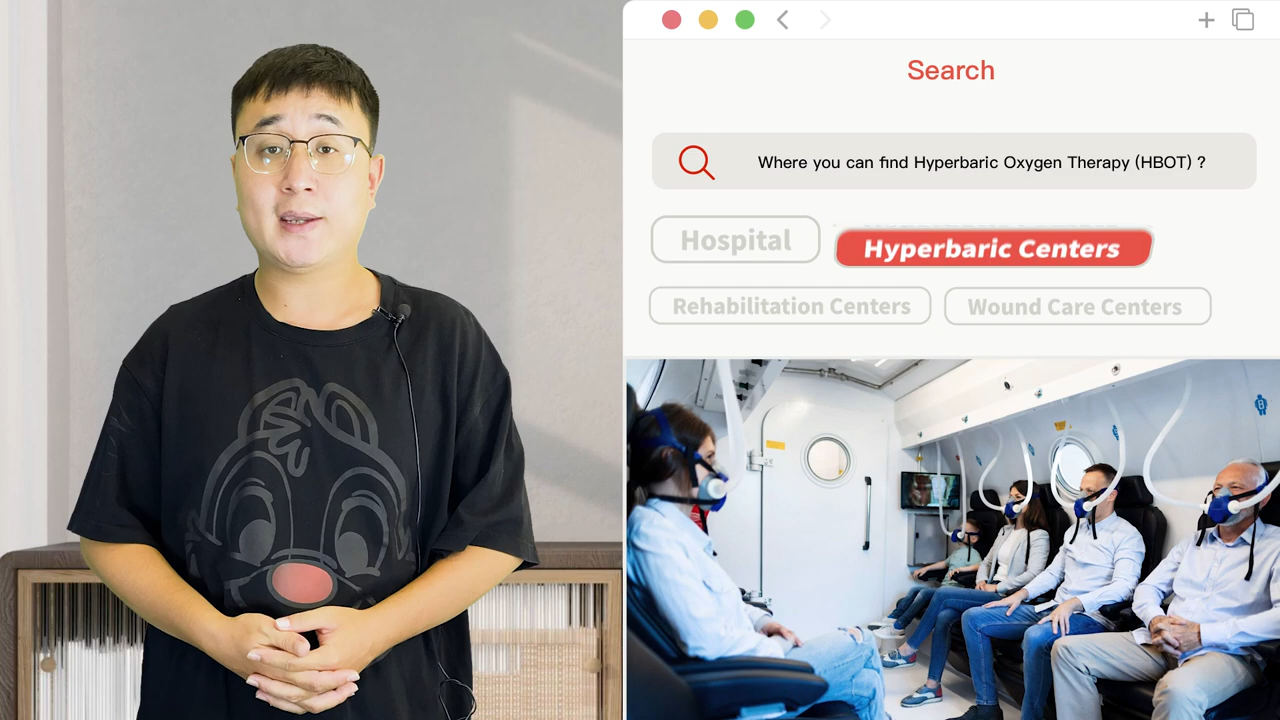 Search
Where you can find Hyperbaric Oxygen Therapy (HBOT) ?
Hospital
Hyperbaric Centers
Rehabilitation Centers
Wound Care Centers